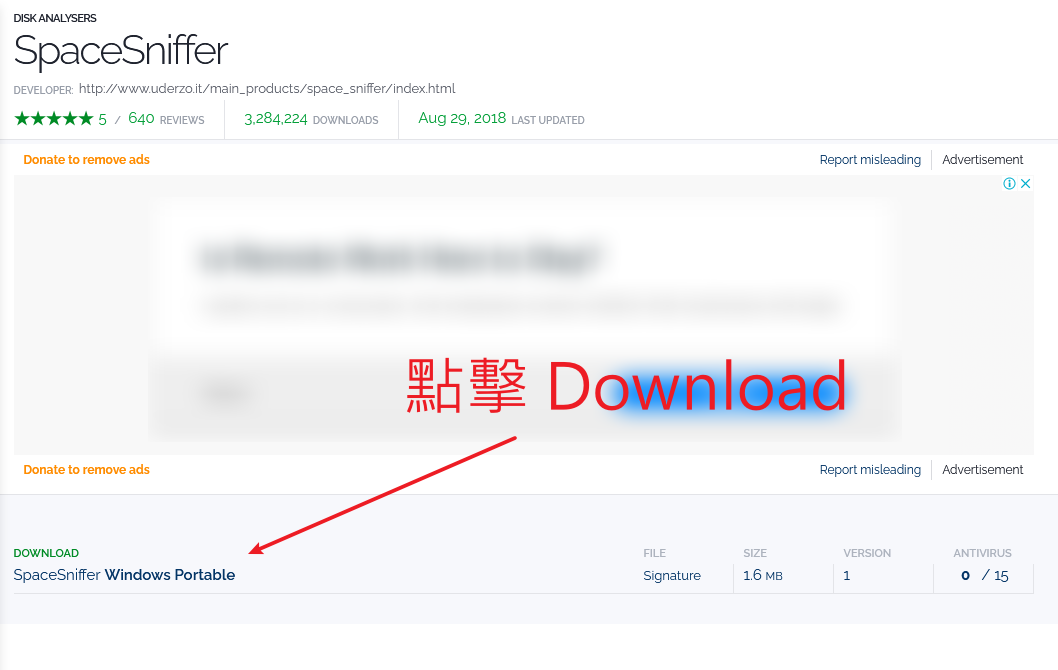 DISK ANALYSERS
SpaceSniffer
DEVELOPER: http://www.uderzo.it/main_products/space_sniffer/index.html
★★★★★ 5 / 640 REVIEWS 3,284,224 DOWNLOADS Aug 29, 2018 LAST UPDATED
Donate to remove ads Report misleading Advertisement
點擊 Download
Donate to remove ads Report misleading Advertisement
DOWNLOAD FILE SIZE VERSION ANTIVIRUS
SpaceSniffer Windows Portable Signature 1.6 MB 1 0 / 15